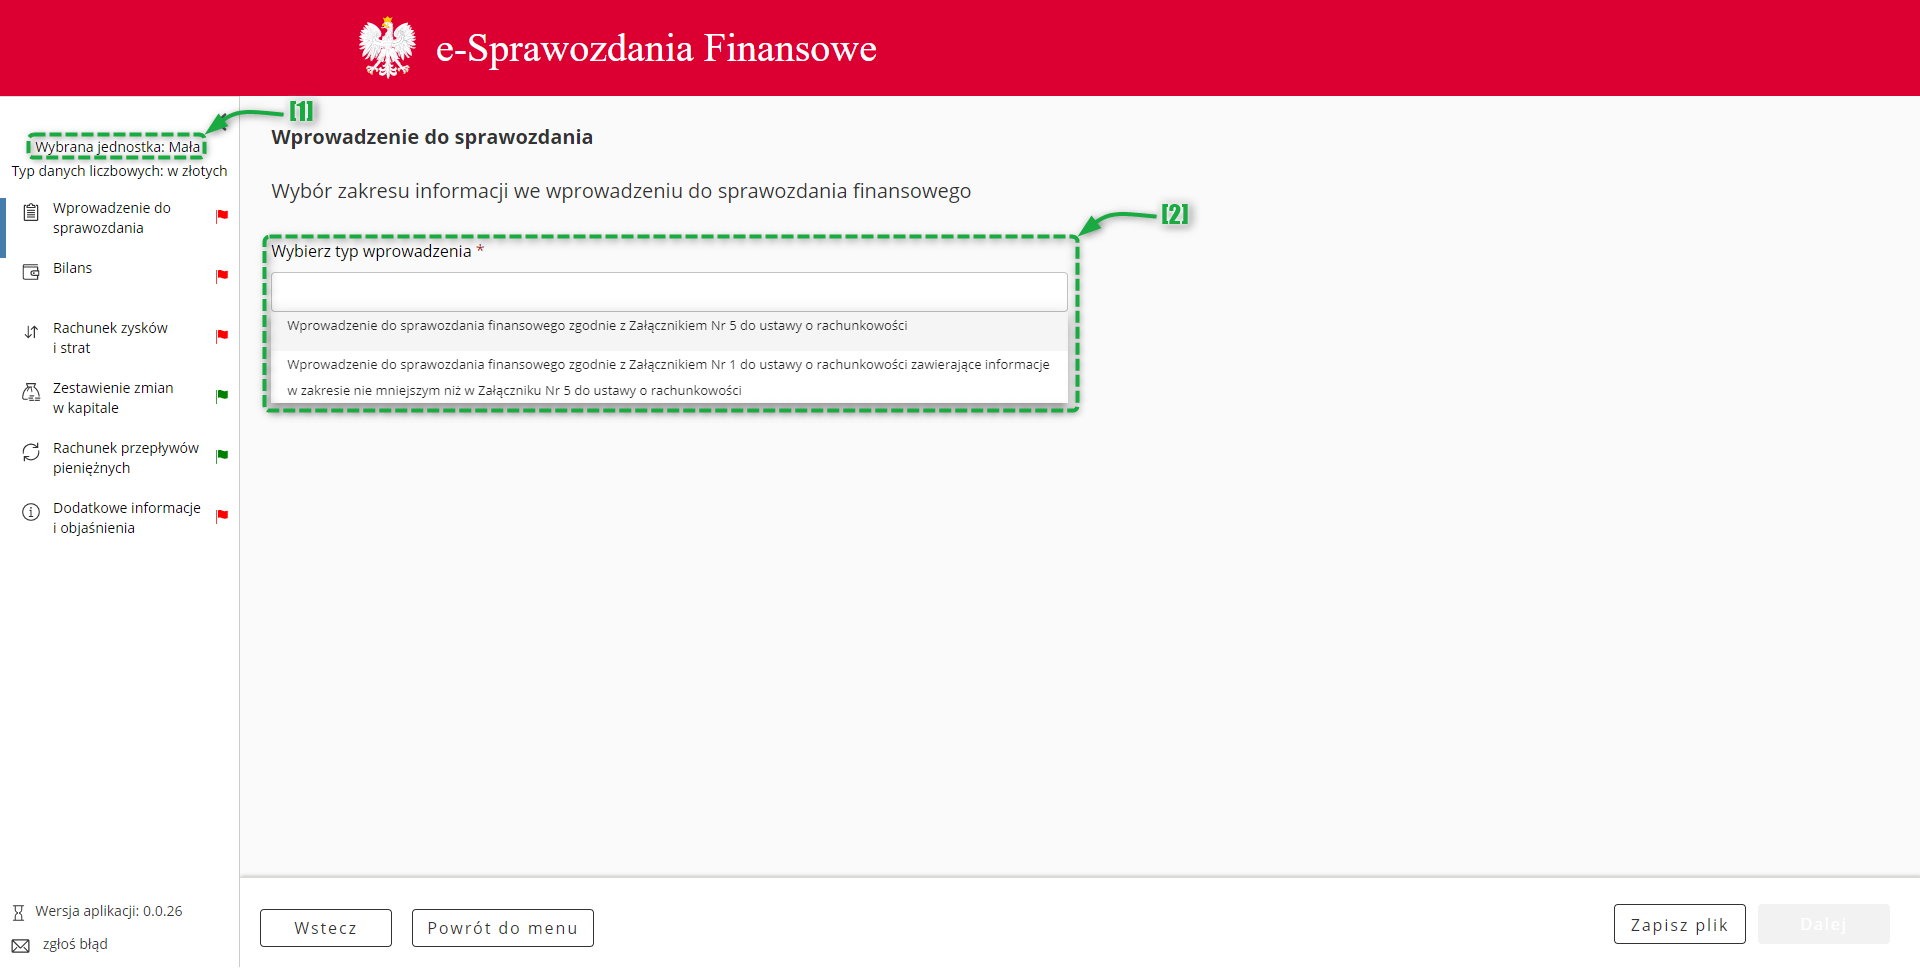 e-Sprawozdania Finansowe
[1]
Wybrana jednostka: Mała
Typ danych liczbowych: w złotych
Wprowadzenie do
sprawozdania
Bilans
Rachunek zysków
i strat
Zestawienie zmian
w kapitale
Rachunek przepływów
pieniężnych
Dodatkowe informacje
i objaśnienia
Wersja aplikacji: 0.0.26
zgłoś błąd
Wprowadzenie do sprawozdania
Wybór zakresu informacji we wprowadzeniu do sprawozdania finansowego
[2]
Wybierz typ wprowadzenia *
Wprowadzenie do sprawozdania finansowego zgodnie z Załącznikiem Nr 5 do ustawy o rachunkowości
Wprowadzenie do sprawozdania finansowego zgodnie z Załącznikiem Nr 1 do ustawy o rachunkowości zawierające informacje
w zakresie nie mniejszym niż w Załączniku Nr 5 do ustawy o rachunkowości
Wstecz
Powrót do menu
Zapisz plik
Dalej